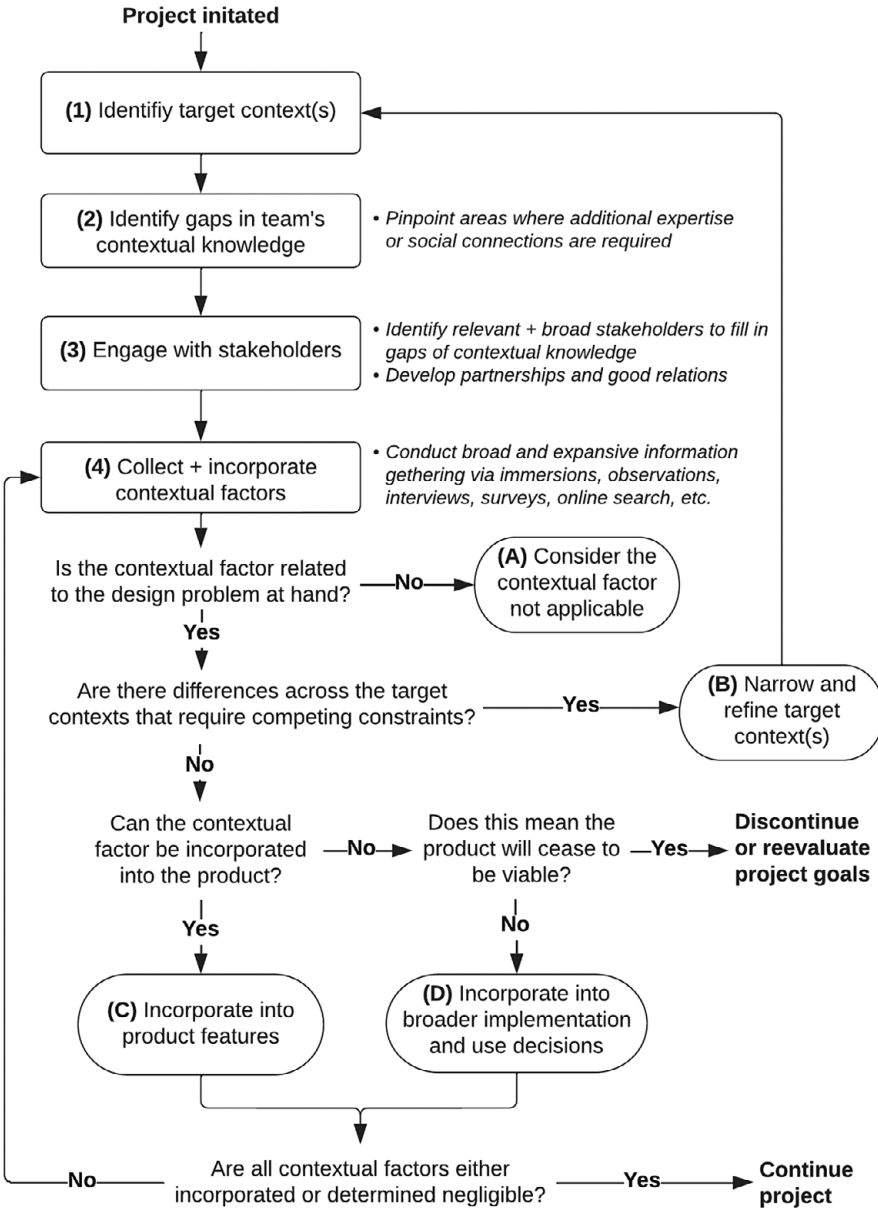 Project initated
(1) Identifiy target context(s)
(2) Identify gaps in team's
contextual knowledge
• Pinpoint areas where additional expertise
or social connections are required
(3) Engage with stakeholders
• Identify relevant + broad stakeholders to fill in
gaps of contextual knowledge
• Develop partnerships and good relations
(4) Collect + incorporate
contextual factors
• Conduct broad and expansive information
gethering via immersions, observations,
interviews, surveys, online search, etc.
Is the contextual factor related
to the design problem at hand?
No
(A) Consider the
contextual factor
not applicable
Yes
Are there differences across the target
contexts that require competing constraints?
Yes
(B) Narrow and
refine target
context(s)
No
Can the contextual
factor be incorporated
into the product?
No
Does this mean the
product will cease to
be viable?
Yes
Discontinue
or reevaluate
project goals
Yes
No
(C) Incorporate into
product features
(D) Incorporate into
broader implementation
and use decisions
Are all contextual factors either
incorporated or determined negligible?
No
Yes
Continue
project